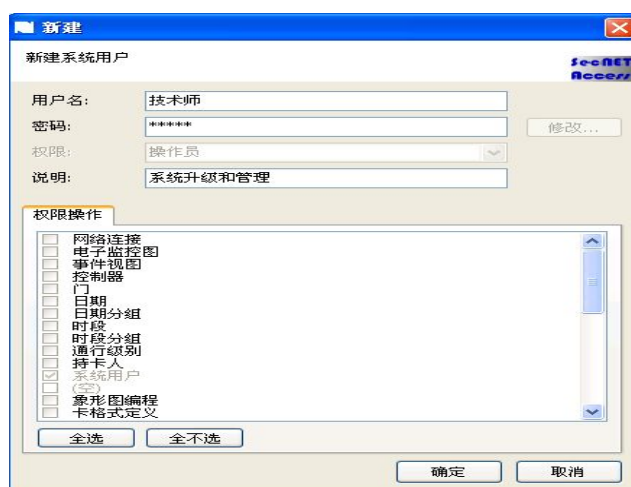 新建
新建系统用户
SecNET
Access
用户名: 技术师
密码: ***** 修改...
权限: 操作员
说明: 系统升级和管理
权限操作
网络连接
电子监控图
事件视图
控制器
门
日期
日期分组
时段
时段分组
通行级别
持卡人
系统用户
(空)
象形图编程
卡格式定义
全选 全不选
确定 取消